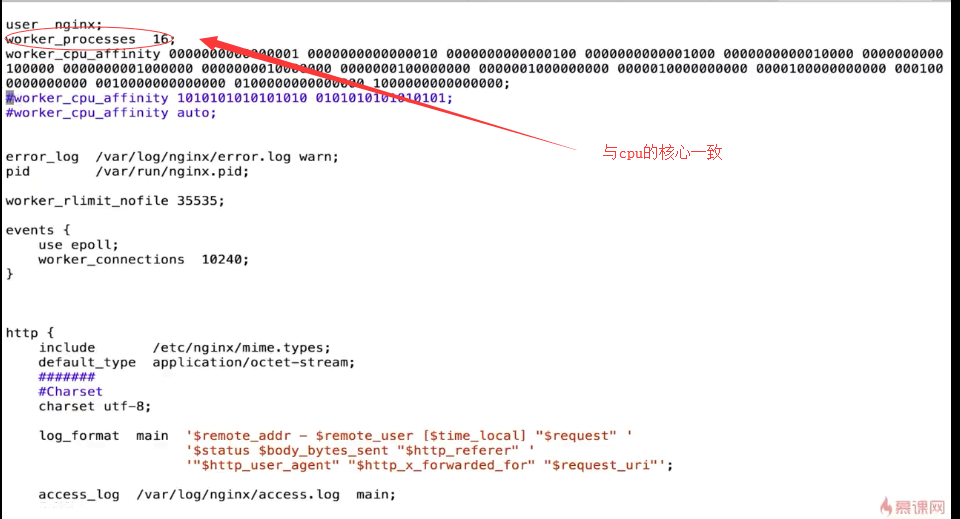 user  nginx;
worker_processes  16;
worker_cpu_affinity 0000000000000001 0000000000000010 0000000000000100 0000000000001000 0000000000010000 0000000000
100000 0000000001000000 0000000010000000 0000000100000000 0000001000000000 0000010000000000 0000100000000000 000100
0000000000 0010000000000000 0100000000000000 1000000000000000;
#worker_cpu_affinity 1010101010101010 0101010101010101;
#worker_cpu_affinity auto;
与cpu的核心一致
error_log  /var/log/nginx/error.log warn;
pid        /var/run/nginx.pid;
worker_rlimit_nofile 35535;
events {
    use epoll;
    worker_connections  10240;
}
http {
    include       /etc/nginx/mime.types;
    default_type  application/octet-stream;
    #######
    #Charset
    charset utf-8;
    log_format  main  '$remote_addr - $remote_user [$time_local] "$request" '
                      '$status $body_bytes_sent "$http_referer" '
                      '"$http_user_agent" "$http_x_forwarded_for" "$request_uri"';
    access_log  /var/log/nginx/access.log  main;
慕课网